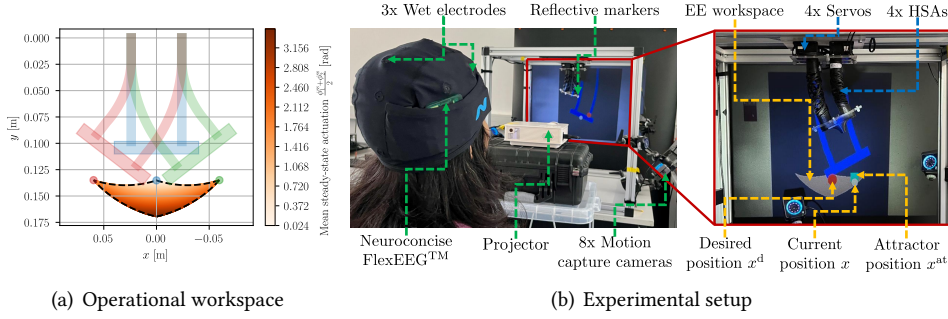 0.000
0.025
0.050
0.075
0.100
0.125
0.150
0.175
y [m]
0.05 0.00 −0.05
x [m]
3.156
2.808
2.460
2.112
1.764
1.416
1.068
0.720
0.372
0.024
Mean steady-state actuation [rad]
(a) Operational workspace
3x Wet electrodes Reflective markers
EE workspace 4x Servos 4x HSAs
Neuroconcise
FlexEEG™
Projector
8x Motion
capture cameras
Desired
position xᵈ
Current
position x
Attractor
position xᵃᵗ
(b) Experimental setup